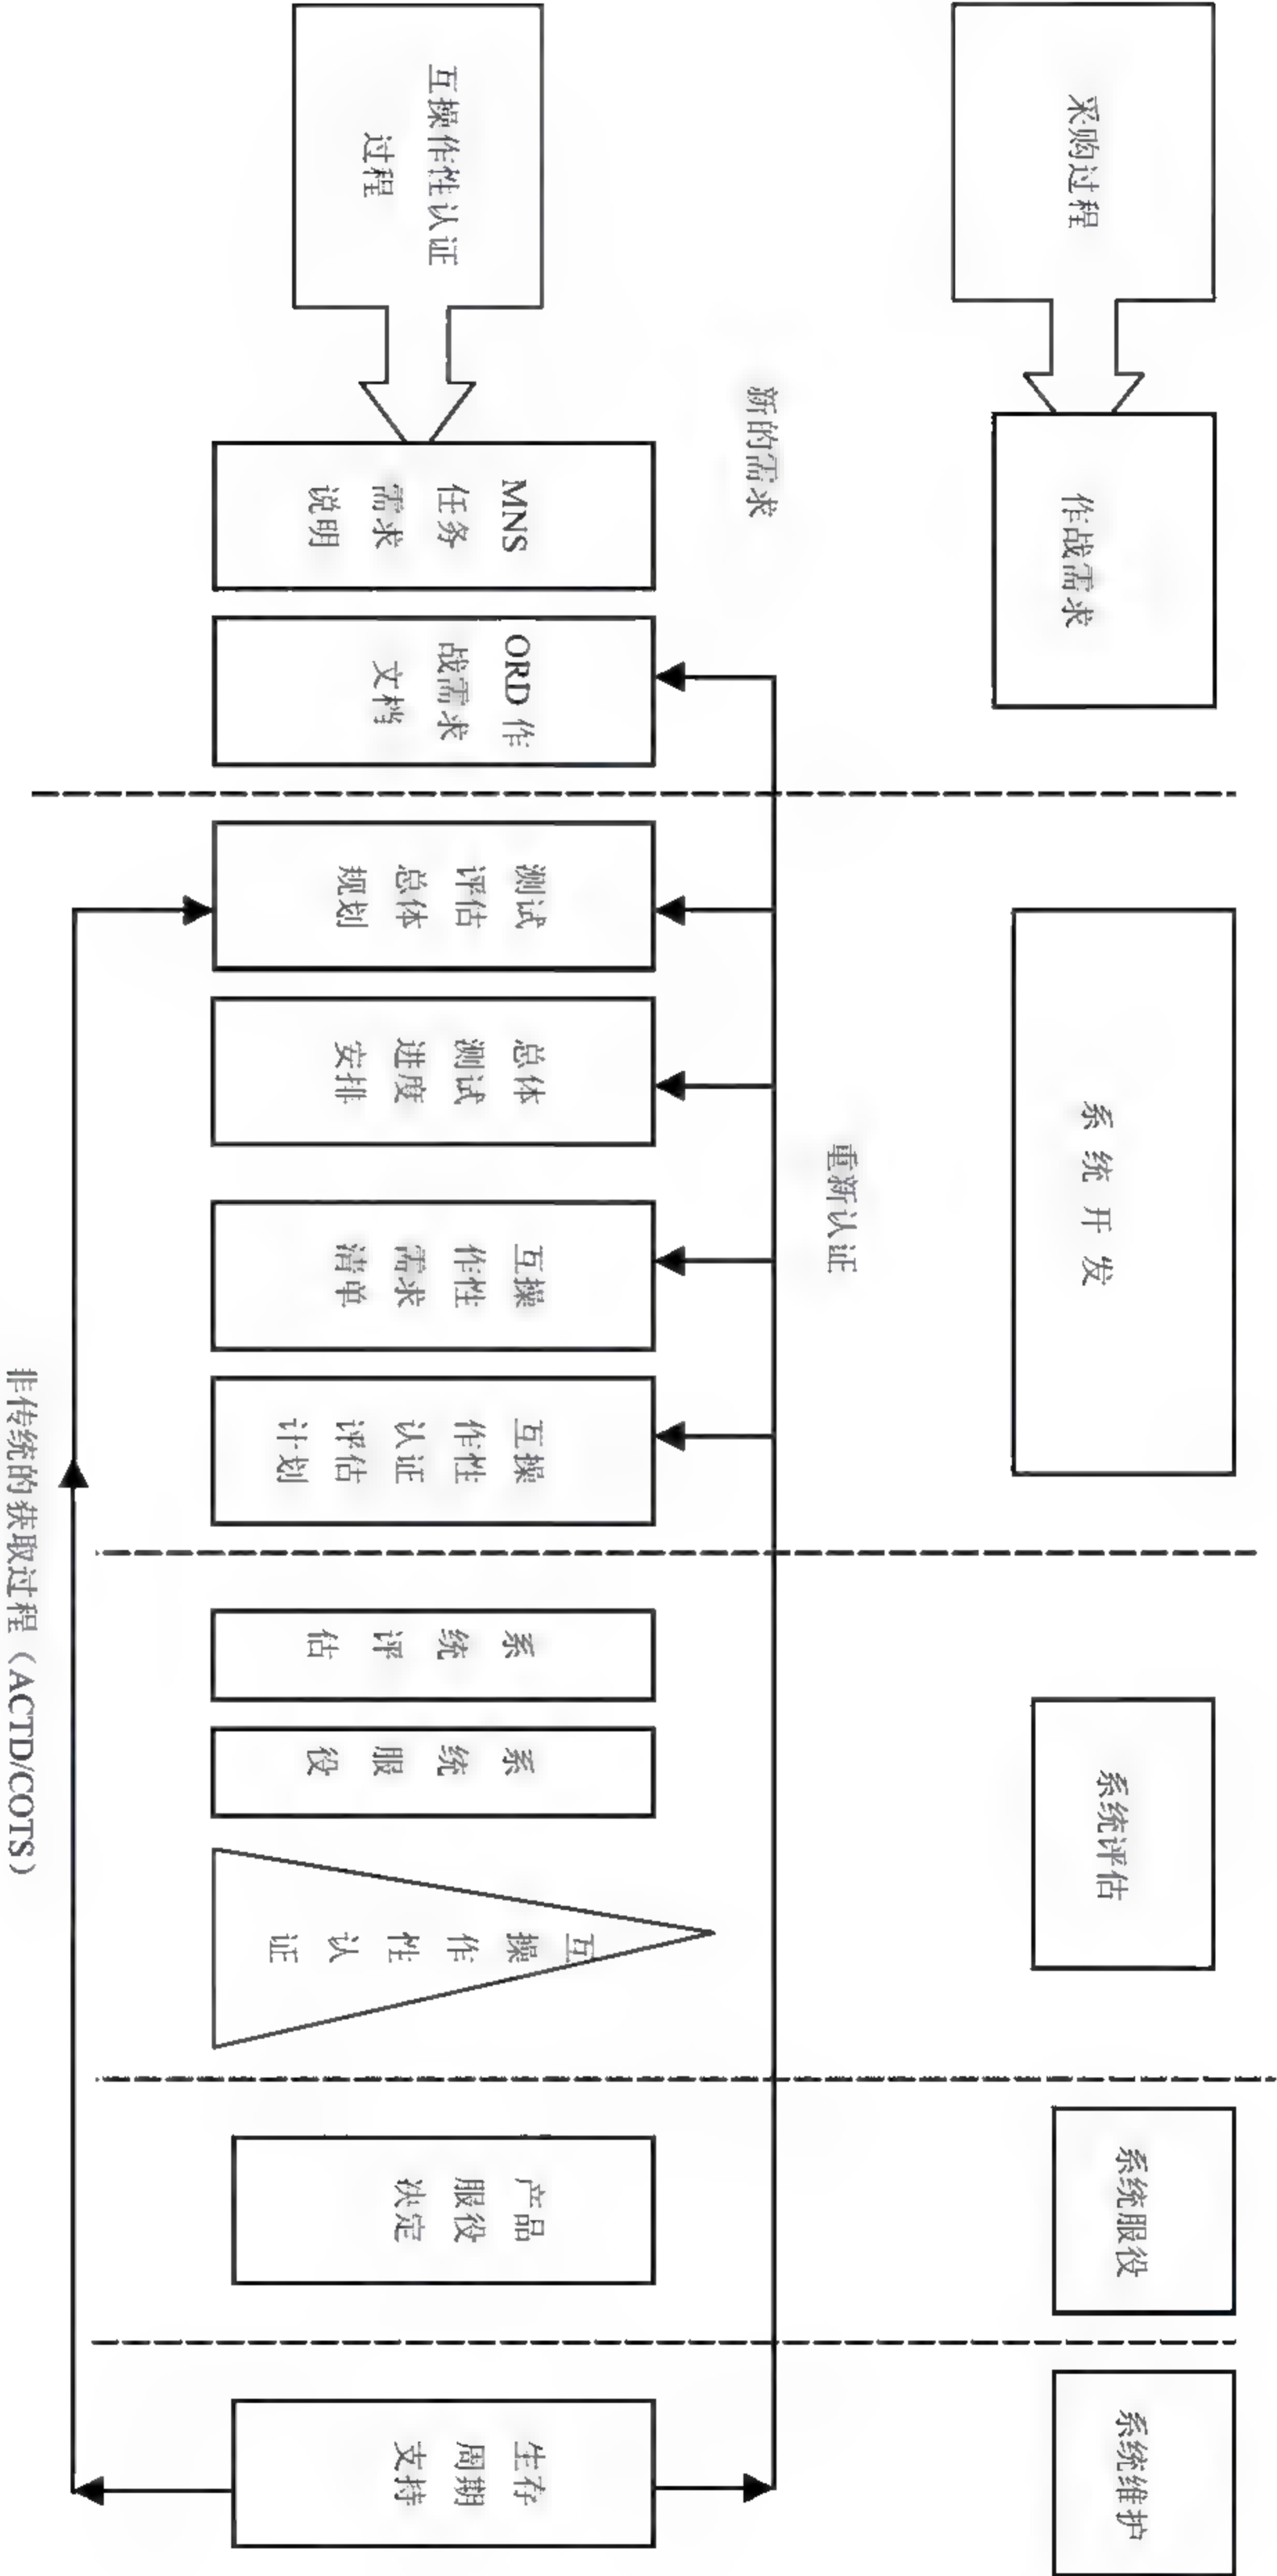 采购过程
作战需求
系统开发
系统评估
系统服役
系统维护
新的需求
重新认证
互操作性认证
过程
MNS
任务
需求
说明
ORD 作
战需求
文档
测试
评估
总体
规划
总体
测试
进度
安排
互操
作性
需求
清单
互操
作性
认证
评估
计划
系统评估
系统服役
互操作性认证
产品
服役
决定
生存
周期
支持
非传统的获取过程（ACTD/COTS）